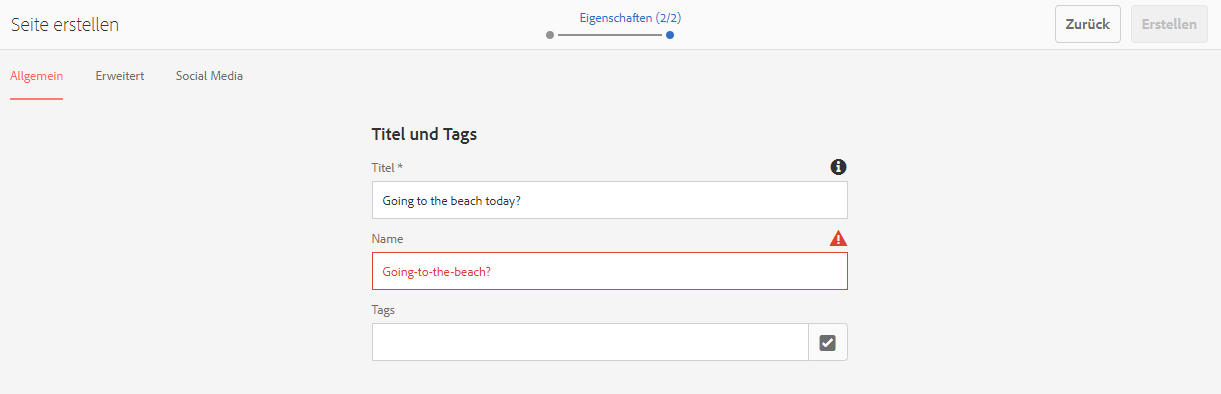 Seite erstellen
Eigenschaften (2/2)
Zurück
Erstellen
Allgemein
Erweitert
Social Media
Titel und Tags
Titel *
Going to the beach today?
Name
Going-to-the-beach?
Tags